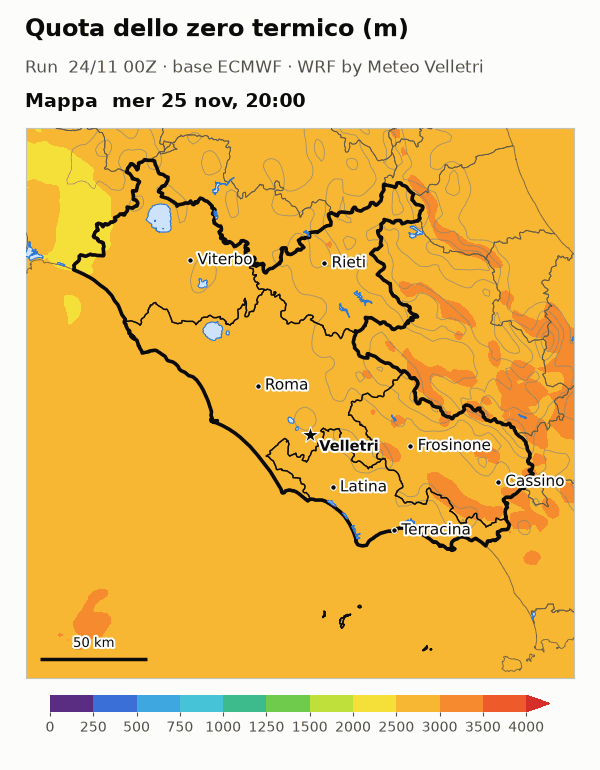 Quota dello zero termico (m)
Run  24/11 00Z · base ECMWF · WRF by Meteo Velletri
Mappa  mer 25 nov, 20:00
Viterbo
Rieti
Roma
Velletri
Frosinone
Cassino
Latina
Terracina
50 km
0 250 500 750 1000 1250 1500 2000 2500 3000 3500 4000